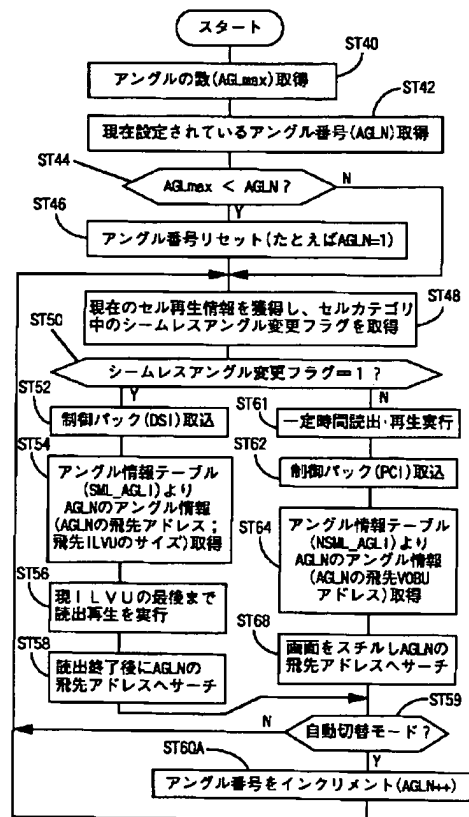 スタート
ST40
アングルの数(AGLmax)取得
ST42
現在設定されているアングル番号(AGLN)取得
ST44
AGLmax < AGLN?
N
Y
ST46
アングル番号リセット(たとえばAGLN=1)
現在のセル再生情報を獲得し、セルカテゴリ
中のシームレスアングル変更フラグを取得
ST48
ST50
シームレスアングル変更フラグ=1?
Y
N
ST52
制御パック(DSI)取込
ST54
アングル情報テーブル
(SML_AGLI)より
AGLNのアングル情報
(AGLNの飛先アドレス;
飛先ILVUのサイズ)取得
ST56
現ILVUの最後まで
読出再生を実行
ST58
読出終了後にAGLNの
飛先アドレスへサーチ
ST61
一定時間読出・再生実行
ST62
制御パック(PCI)取込
ST64
アングル情報テーブル
(NSML_AGLI)より
AGLNのアングル情報
(AGLNの飛先VOBU
アドレス)取得
ST68
画面をスチルしAGLNの
飛先アドレスへサーチ
ST59
自動切替モード?
N
Y
ST60A
アングル番号をインクリメント(AGLN++)